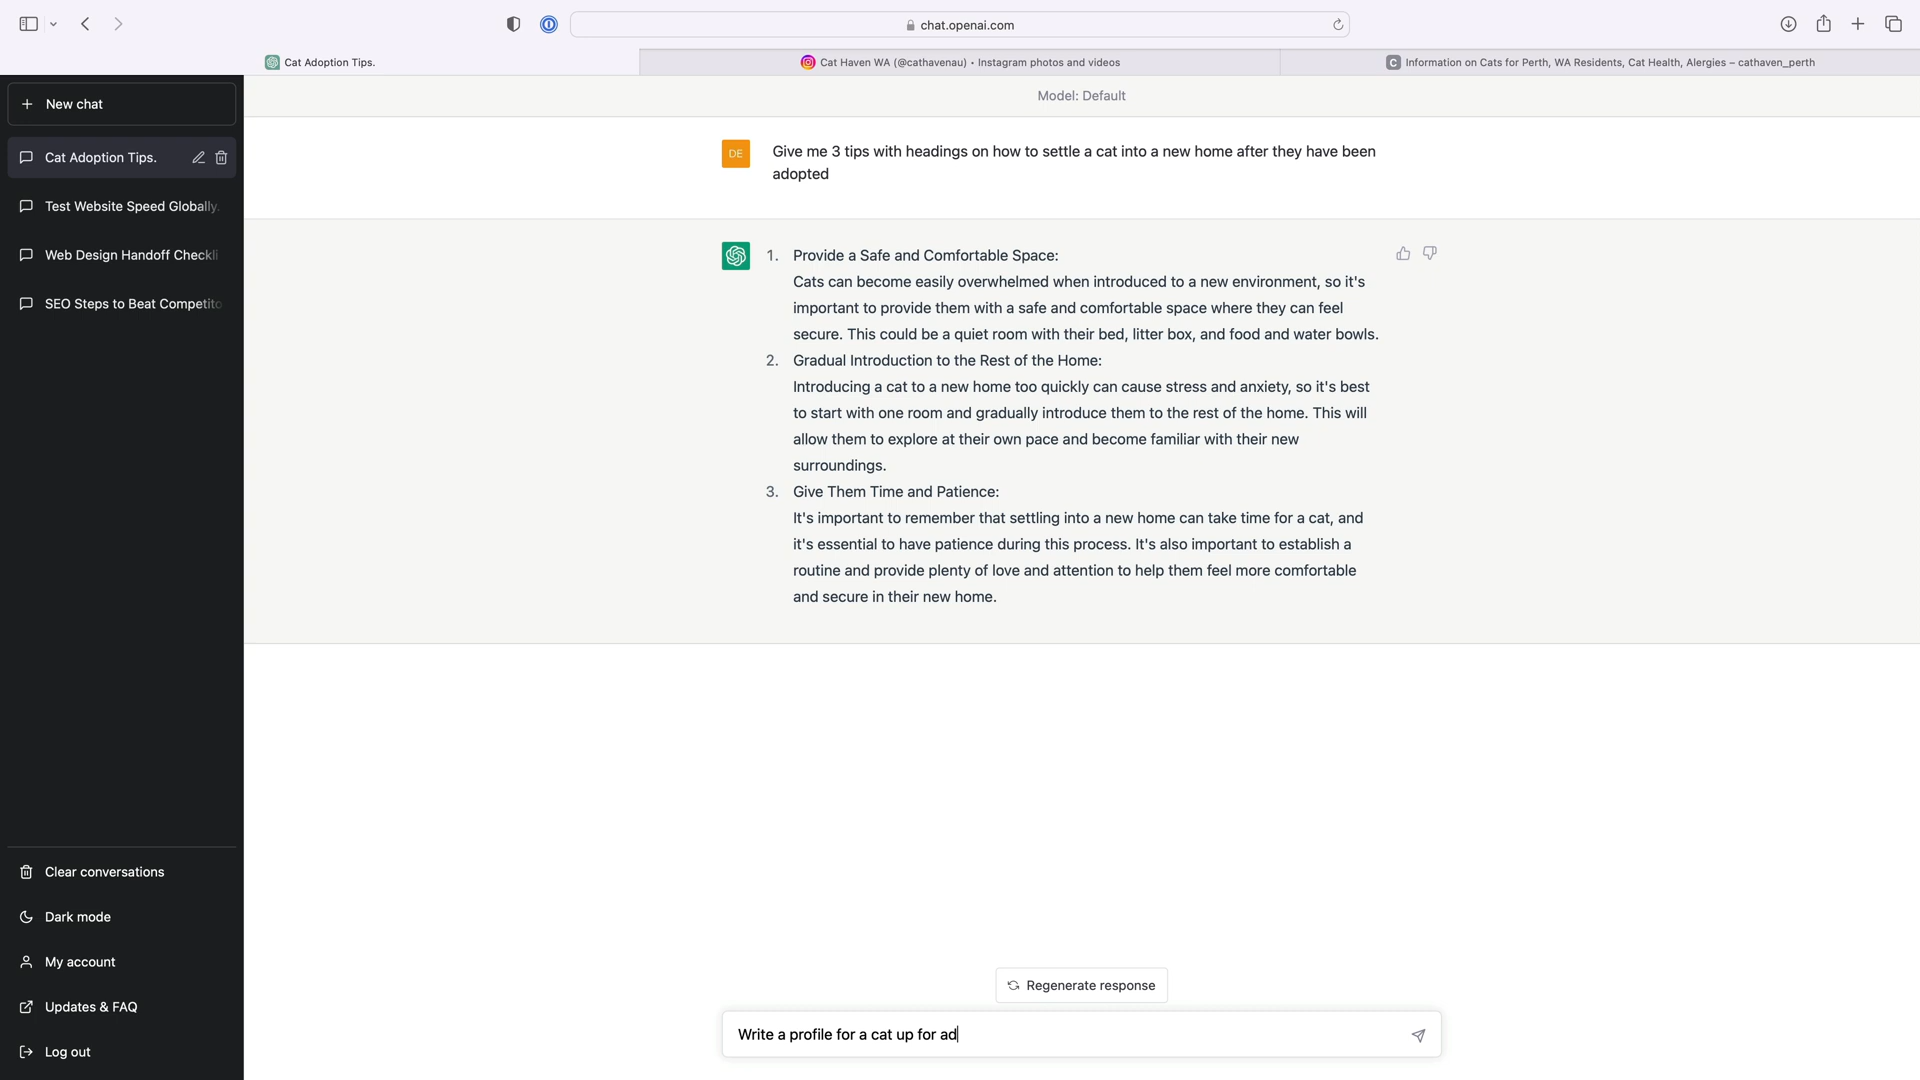 chat.openai.com
Cat Adoption Tips.
Cat Haven WA (@cathavenau) • Instagram photos and videos
C Information on Cats for Perth, WA Residents, Cat Health, Alergies – cathaven_perth
New chat
Cat Adoption Tips.
Test Website Speed Globally.
Web Design Handoff Checkli
SEO Steps to Beat Competito
Clear conversations
Dark mode
My account
Updates & FAQ
Log out
Model: Default
DE
Give me 3 tips with headings on how to settle a cat into a new home after they have been
adopted
1. Provide a Safe and Comfortable Space:
Cats can become easily overwhelmed when introduced to a new environment, so it's
important to provide them with a safe and comfortable space where they can feel
secure. This could be a quiet room with their bed, litter box, and food and water bowls.
2. Gradual Introduction to the Rest of the Home:
Introducing a cat to a new home too quickly can cause stress and anxiety, so it's best
to start with one room and gradually introduce them to the rest of the home. This will
allow them to explore at their own pace and become familiar with their new
surroundings.
3. Give Them Time and Patience:
It's important to remember that settling into a new home can take time for a cat, and
it's essential to have patience during this process. It's also important to establish a
routine and provide plenty of love and attention to help them feel more comfortable
and secure in their new home.
Regenerate response
Write a profile for a cat up for ad